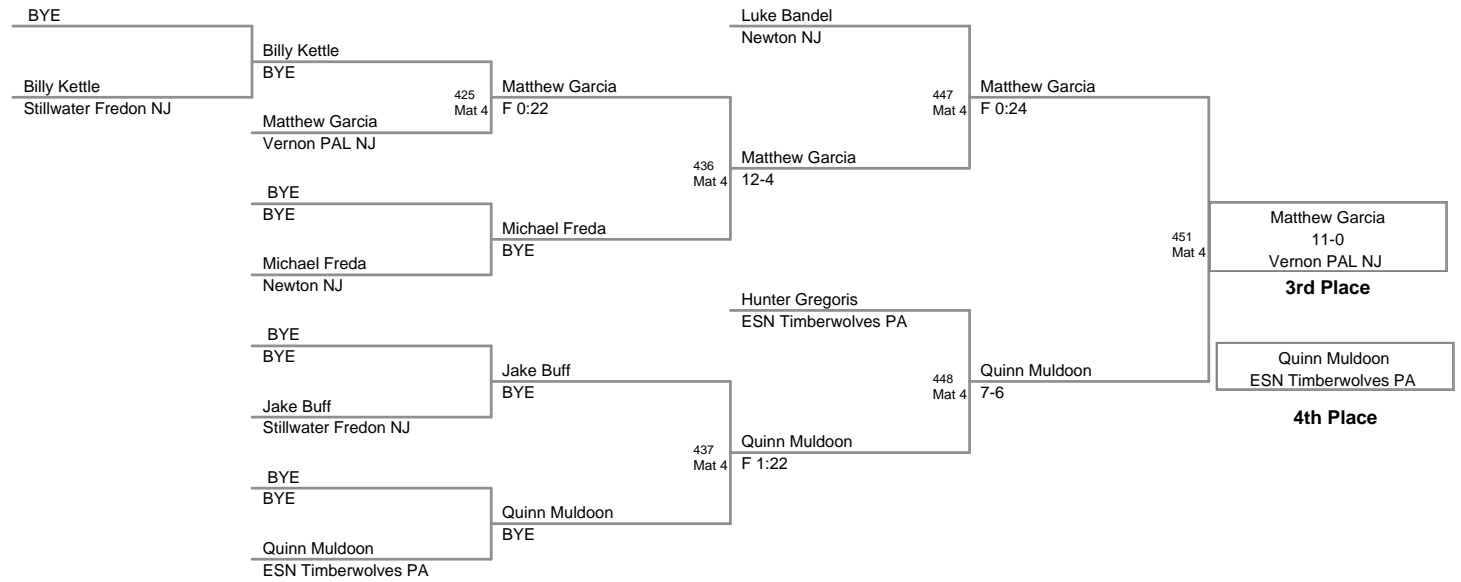 BYE
Billy Kettle
Stillwater Fredon NJ
Billy Kettle
BYE
Matthew Garcia
Vernon PAL NJ
BYE
BYE
Michael Freda
Newton NJ
BYE
BYE
Jake Buff
Stillwater Fredon NJ
BYE
BYE
Quinn Muldoon
ESN Timberwolves PA
425
Mat 4
Matthew Garcia
F 0:22
Michael Freda
BYE
Jake Buff
BYE
Quinn Muldoon
BYE
436
Mat 4
437
Mat 4
Luke Bandel
Newton NJ
Matthew Garcia
12-4
Hunter Gregoris
ESN Timberwolves PA
Quinn Muldoon
F 1:22
447
Mat 4
448
Mat 4
Matthew Garcia
F 0:24
Quinn Muldoon
7-6
451
Mat 4
Matthew Garcia
11-0
Vernon PAL NJ
3rd Place
Quinn Muldoon
ESN Timberwolves PA
4th Place